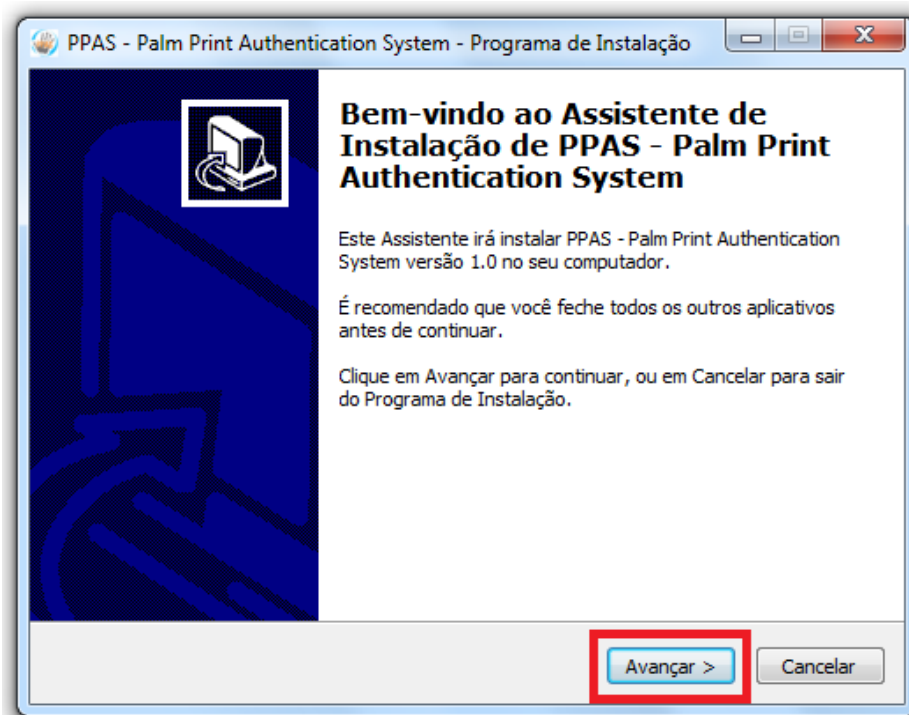 PPAS - Palm Print Authentication System - Programa de Instalação
Bem-vindo ao Assistente de
Instalação de PPAS - Palm Print
Authentication System
Este Assistente irá instalar PPAS - Palm Print Authentication
System versão 1.0 no seu computador.
É recomendado que você feche todos os outros aplicativos
antes de continuar.
Clique em Avançar para continuar, ou em Cancelar para sair
do Programa de Instalação.
Avançar >
Cancelar